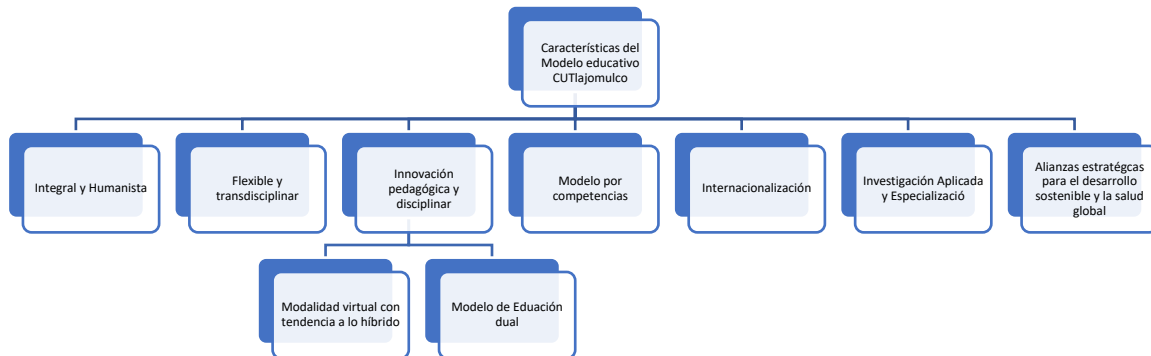 Características del
Modelo educativo
CUTlajomulco
Integral y Humanista
Flexible y
transdisciplinar
Innovación
pedagógica y
disciplinar
Modelo por
competencias
Internacionalización
Investigación Aplicada
y Especializació
Alianzas estratégcas
para el desarrollo
sostenible y la salud
global
Modalidad virtual con
tendencia a lo híbrido
Modelo de Eduación
dual